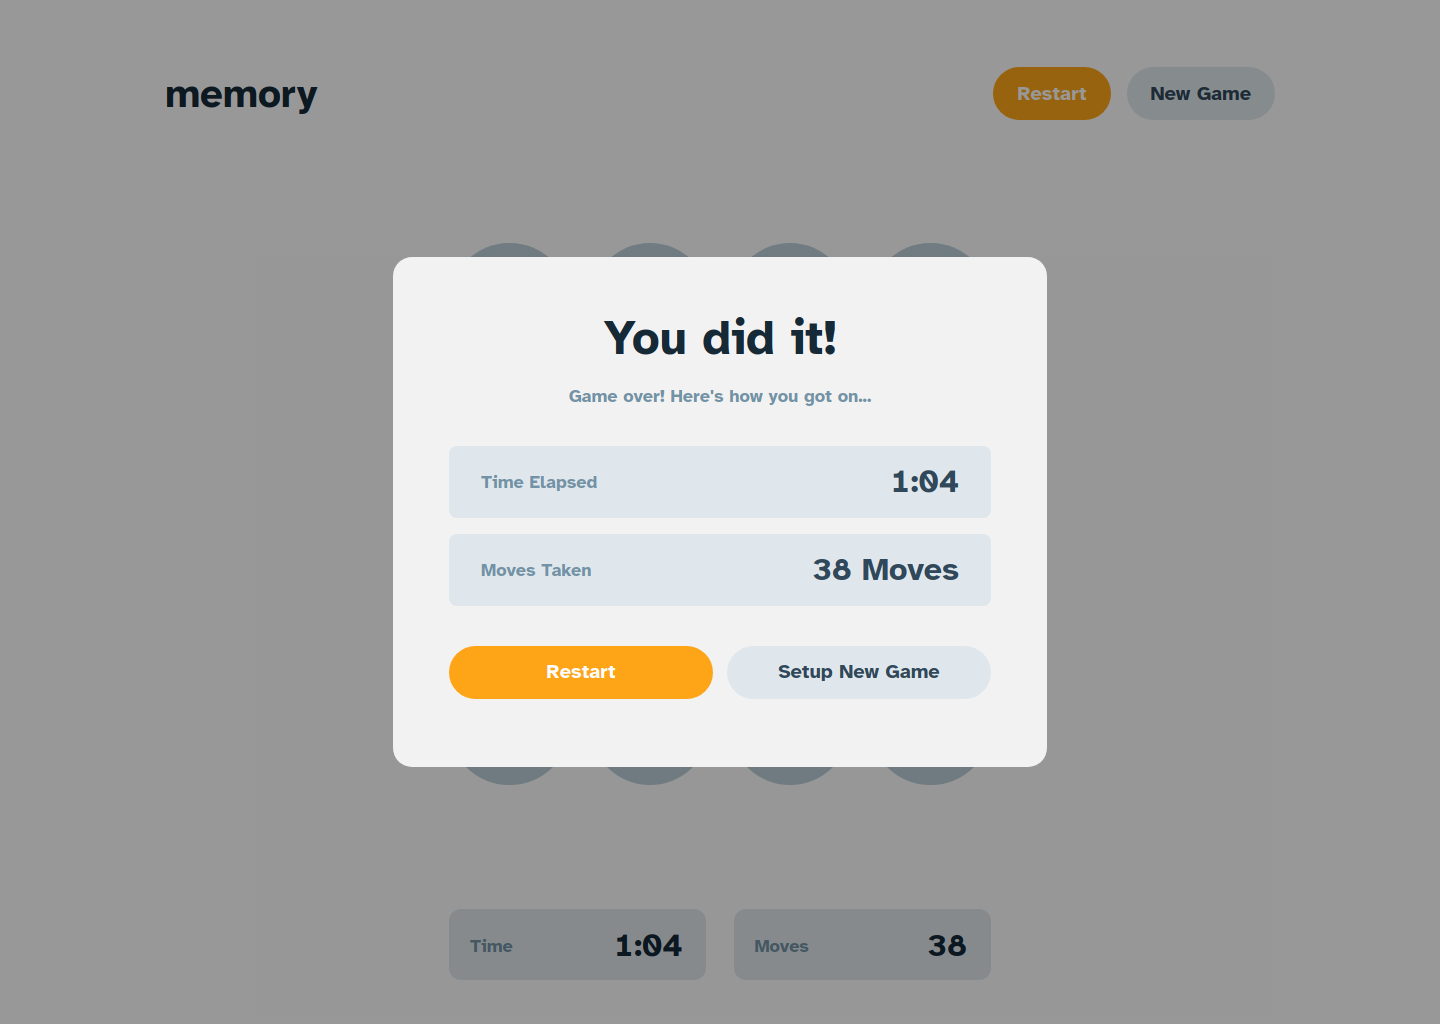 memory
Restart
New Game
You did it!
Game over! Here's how you got on...
Time Elapsed
1:04
Moves Taken
38 Moves
Restart
Setup New Game
Time
1:04
Moves
38